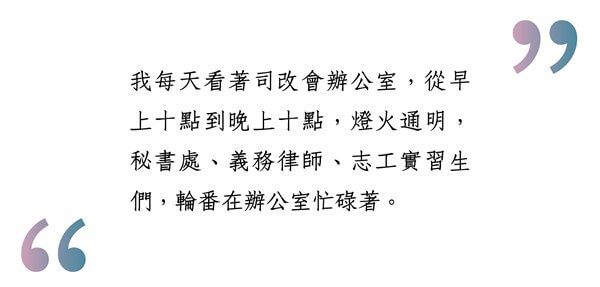 我每天看著司改會辦公室，從早
上十點到晚上十點，燈火通明，
秘書處、義務律師、志工實習生
們，輪番在辦公室忙碌著。